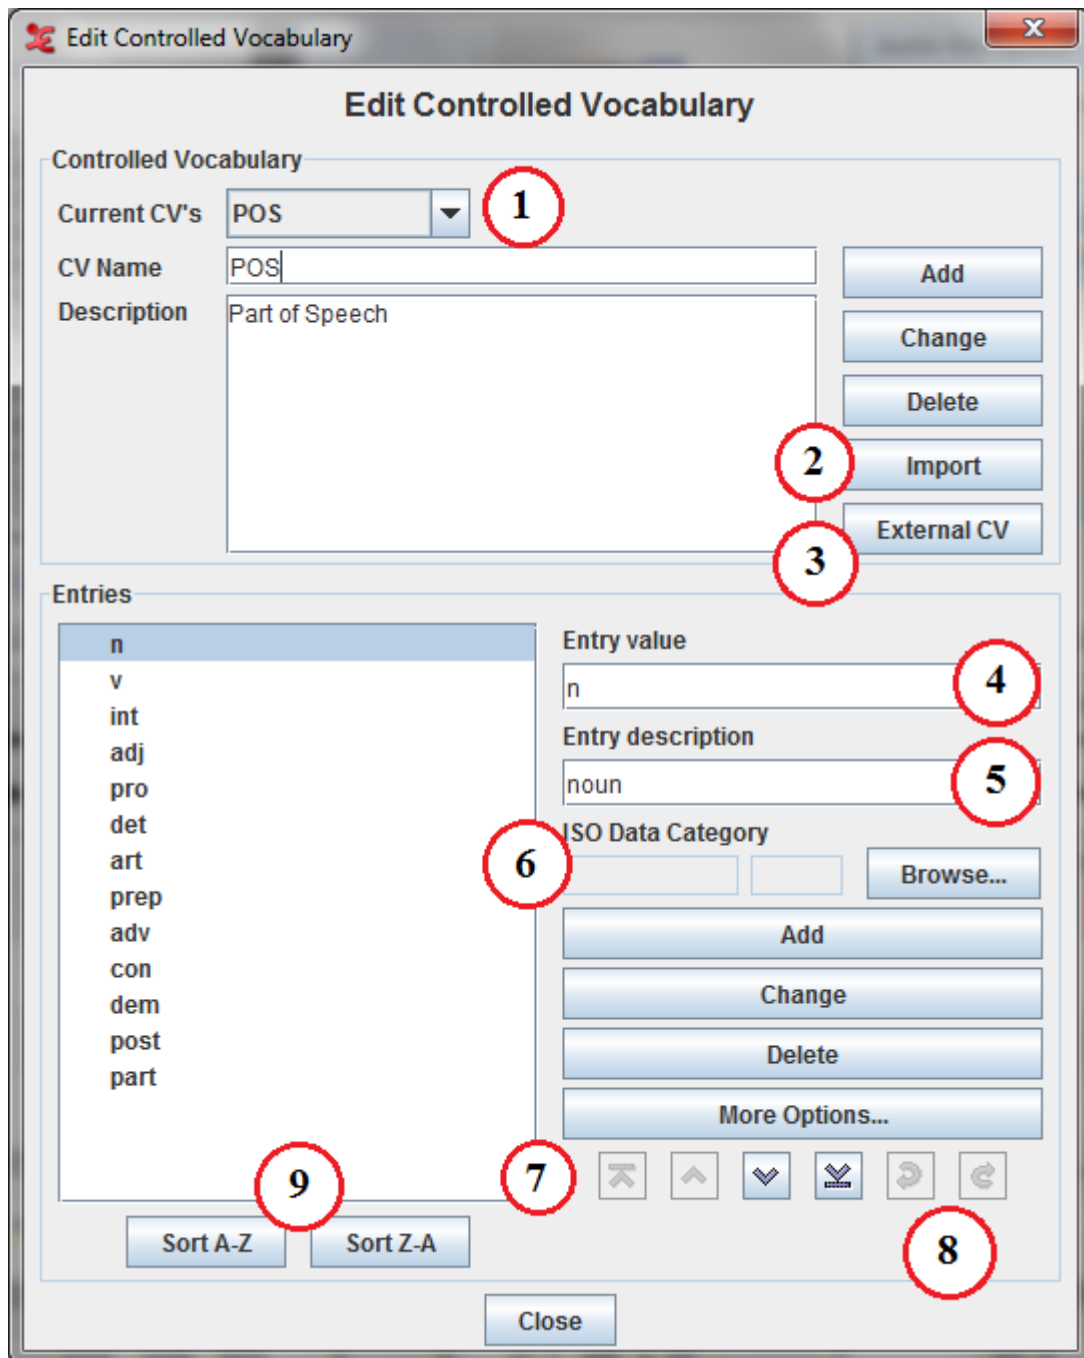 Edit Controlled Vocabulary
Edit Controlled Vocabulary
Controlled Vocabulary
Current CV's POS 1
CV Name POS Add
Description Part of Speech
Change
Delete
2 Import
External CV
3
Entries
n
v
int
adj
pro
det
art
prep
adv
con
dem
post
part
Entry value
n 4
Entry description
noun 5
ISO Data Category
6 Browse...
Add
Change
Delete
More Options...
7
8
9
Sort A-Z Sort Z-A
Close